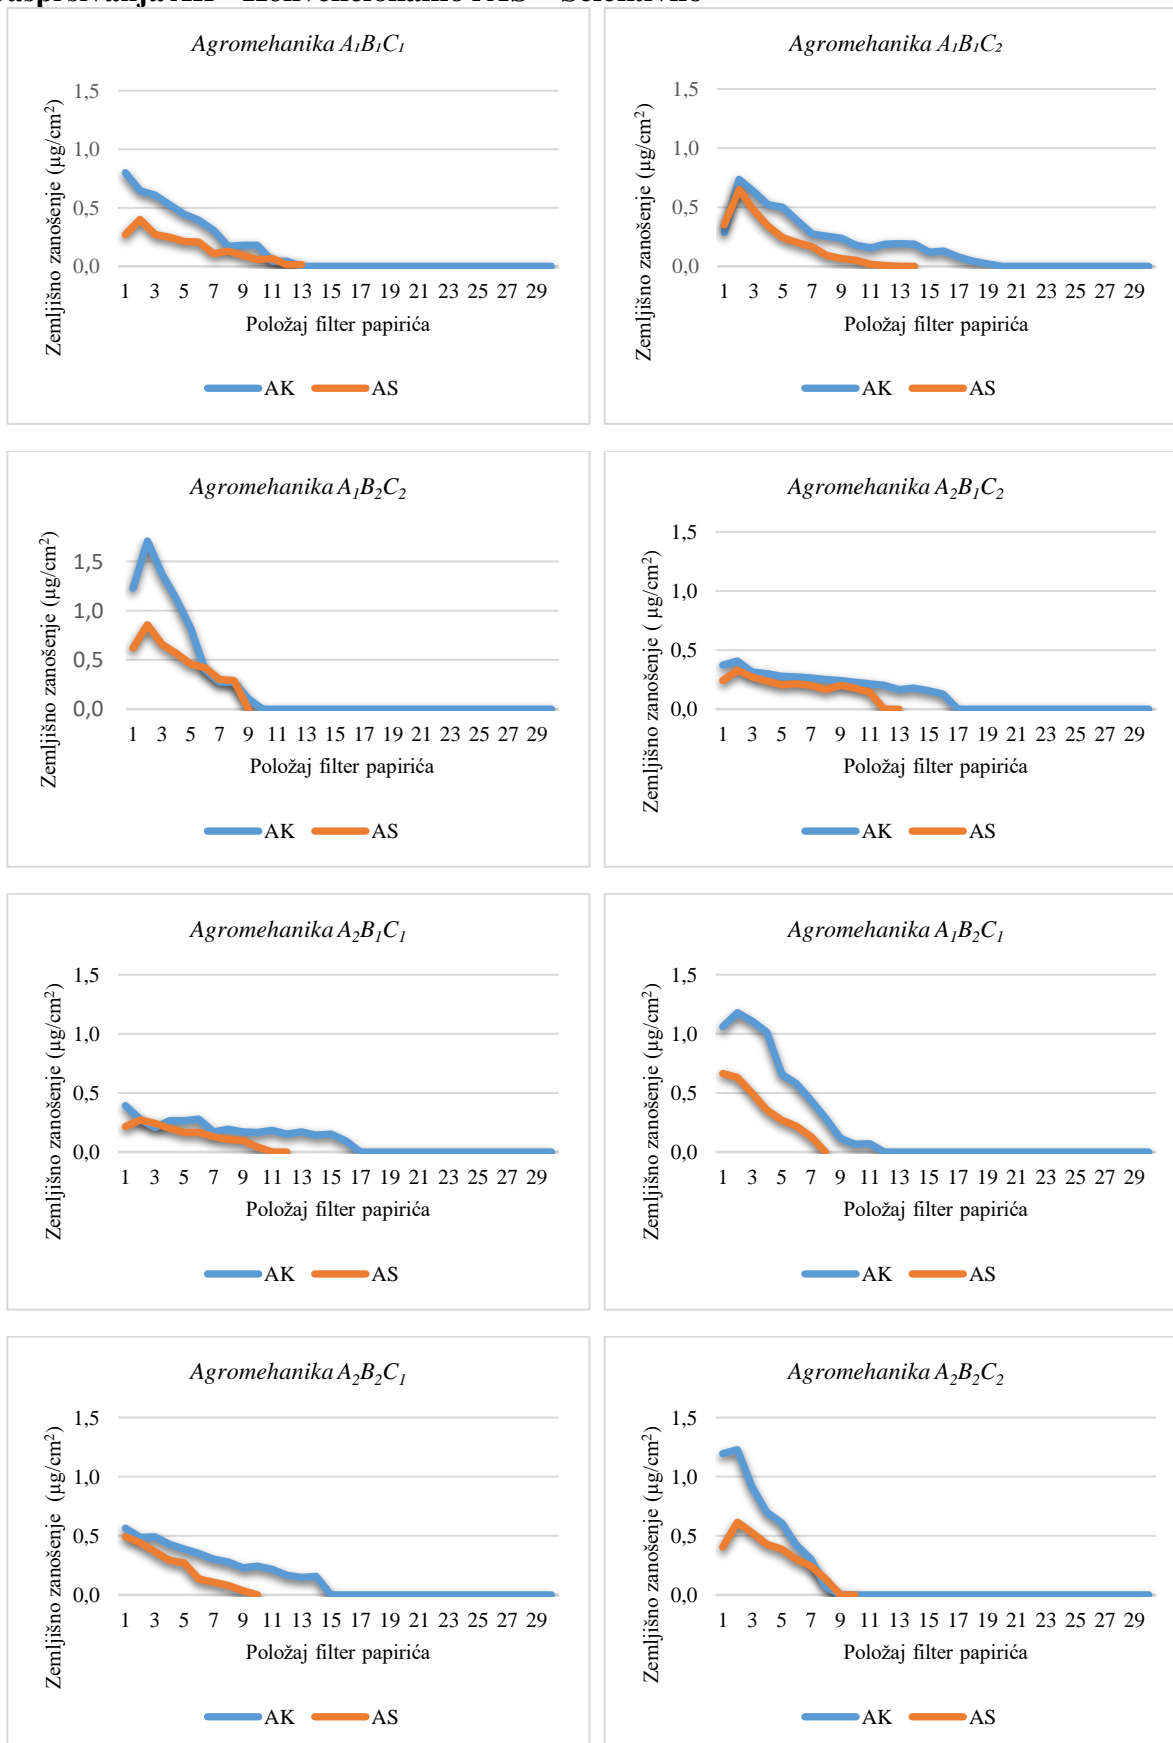 Agromehanika A₁B₁C₁
Zemljišno zanošenje (µg/cm²)
1,5
1,0
0,5
0,0
1 3 5 7 9 11 13 15 17 19 21 23 25 27 29
Položaj filter papirića
AK AS
Agromehanika A₁B₁C₂
Zemljišno zanošenje (µg/cm²)
1,5
1,0
0,5
0,0
1 3 5 7 9 11 13 15 17 19 21 23 25 27 29
Položaj filter papirića
AK AS
Agromehanika A₁B₂C₂
Zemljišno zanošenje (µg/cm²)
1,5
1,0
0,5
0,0
1 3 5 7 9 11 13 15 17 19 21 23 25 27 29
Položaj filter papirića
AK AS
Agromehanika A₂B₁C₂
Zemljišno zanošenje ( µg/cm²)
1,5
1,0
0,5
0,0
1 3 5 7 9 11 13 15 17 19 21 23 25 27 29
Položaj filter papirića
AK AS
Agromehanika A₂B₁C₁
Zemljišno zanošenje (µg/cm²)
1,5
1,0
0,5
0,0
1 3 5 7 9 11 13 15 17 19 21 23 25 27 29
Položaj filter papirića
AK AS
Agromehanika A₁B₂C₁
Zemljišno zanošenje (µg/cm²)
1,5
1,0
0,5
0,0
1 3 5 7 9 11 13 15 17 19 21 23 25 27 29
Položaj filter papirića
AK AS
Agromehanika A₂B₂C₁
Zemljišno zanošenje (µg/cm²)
1,5
1,0
0,5
0,0
1 3 5 7 9 11 13 15 17 19 21 23 25 27 29
Položaj filter papirića
AK AS
Agromehanika A₂B₂C₂
Zemljišno zanošenje (µg/cm²)
1,5
1,0
0,5
0,0
1 3 5 7 9 11 13 15 17 19 21 23 25 27 29
Položaj filter papirića
AK AS